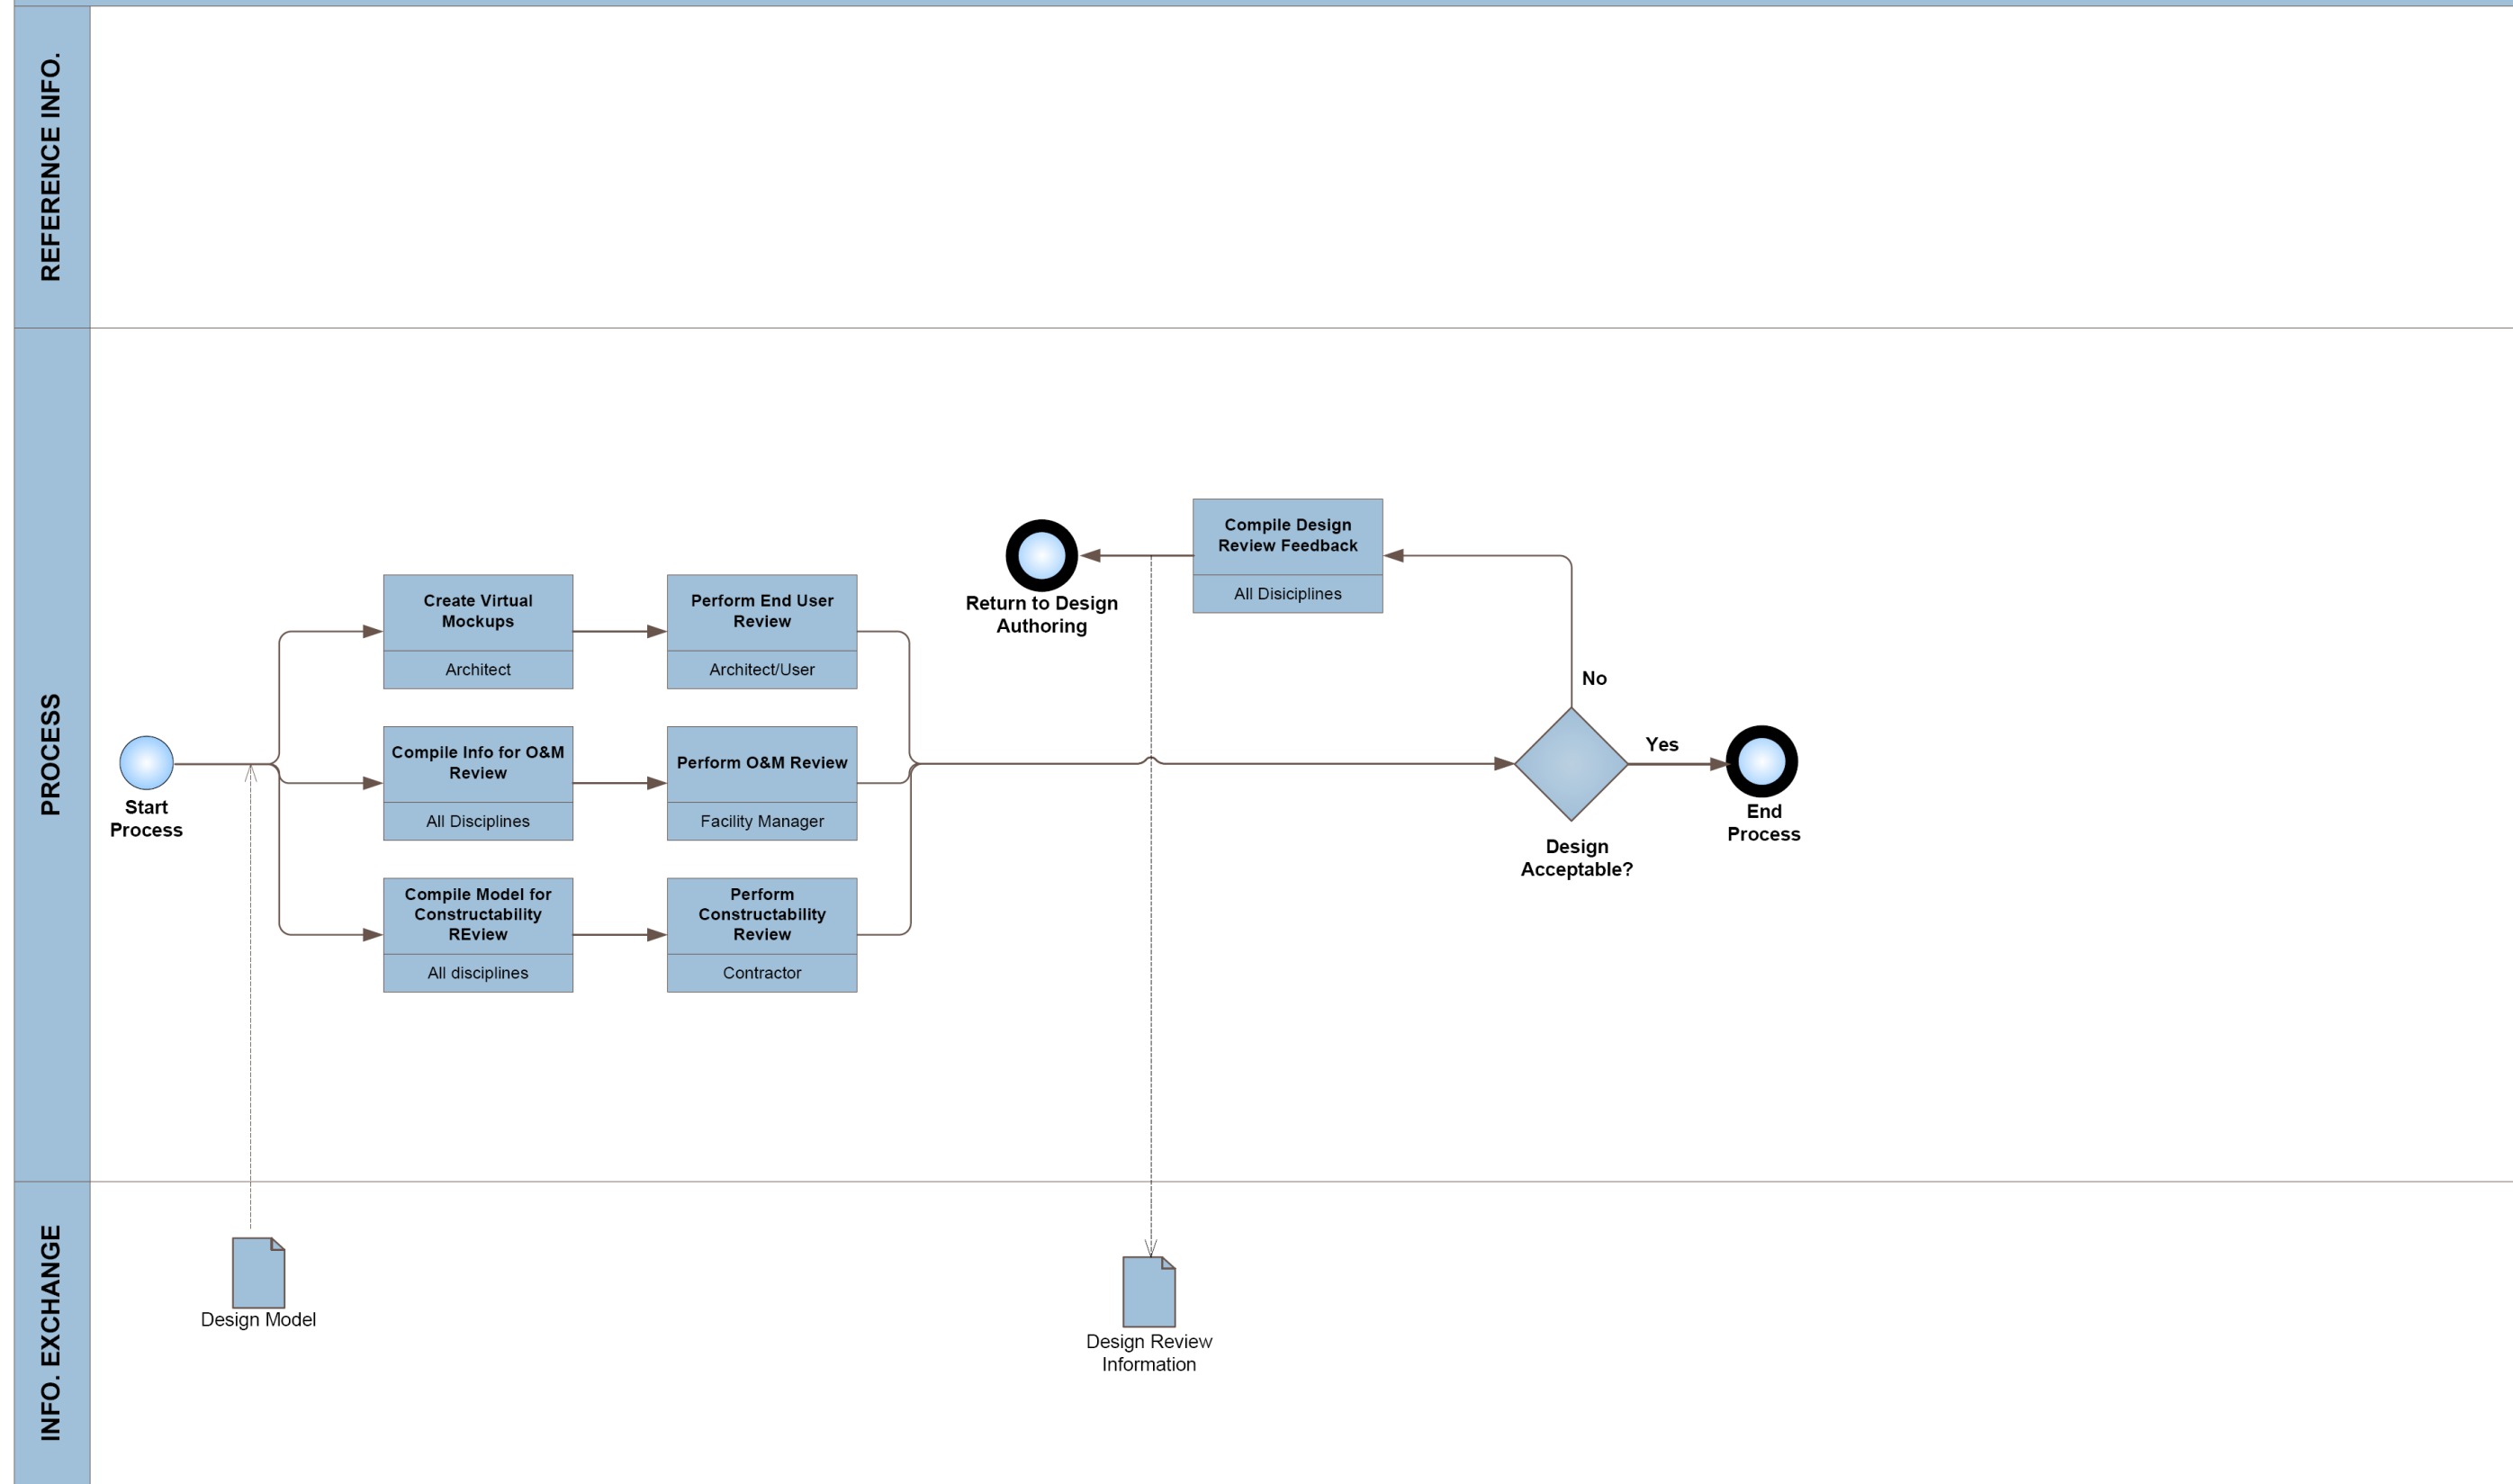 REFERENCE INFO.
PROCESS
Start
Process
Create Virtual
Mockups
Architect
Perform End User
Review
Architect/User
Compile Info for O&M
Review
All Disciplines
Perform O&M Review
Facility Manager
Compile Model for
Constructability
REview
All disciplines
Perform
Constructability
Review
Contractor
Return to Design
Authoring
Compile Design
Review Feedback
All Disiciplines
No
Yes
Design
Acceptable?
End
Process
INFO. EXCHANGE
Design Model
Design Review
Information